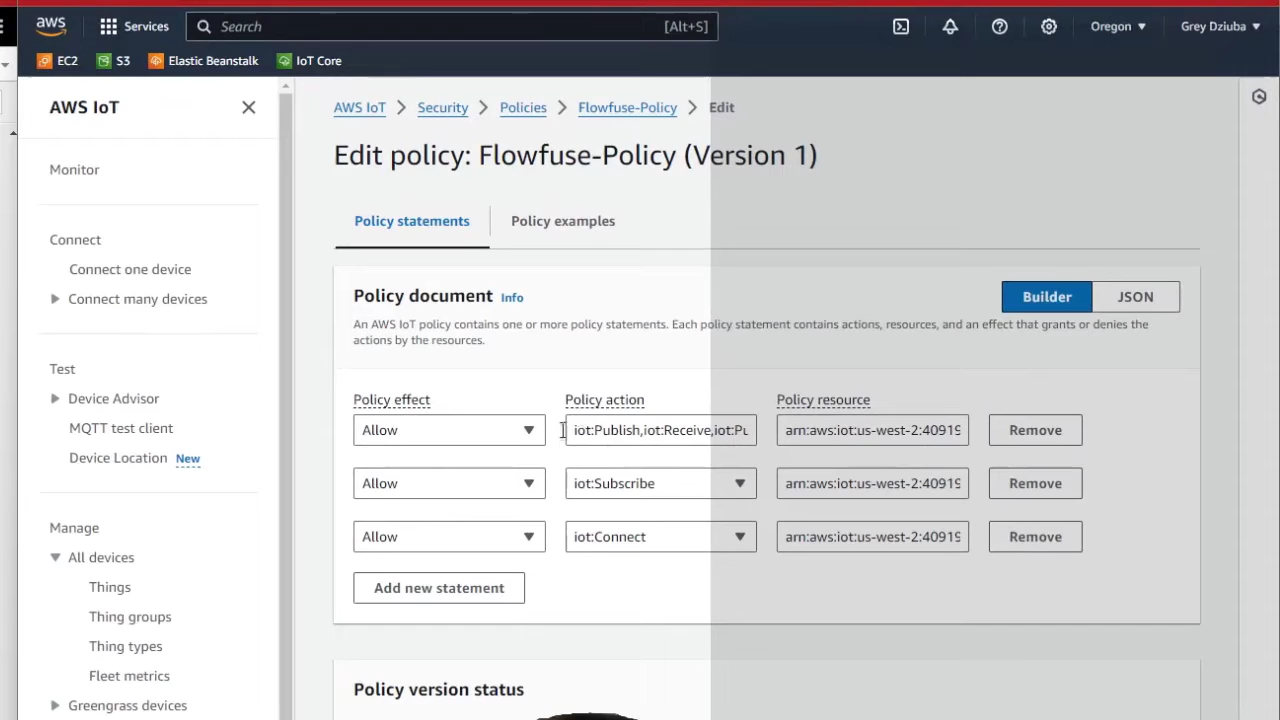 aws Services Search [Alt+S] Oregon Grey Dziuba
EC2 S3 Elastic Beanstalk IoT Core
AWS IoT
Monitor
Connect
Connect one device
Connect many devices
Test
Device Advisor
MQTT test client
Device Location New
Manage
All devices
Things
Thing groups
Thing types
Fleet metrics
Greengrass devices
AWS IoT Security Policies Flowfuse-Policy Edit
Edit policy: Flowfuse-Policy (Version 1)
Policy statements Policy examples
Policy document Info
Builder JSON
An AWS IoT policy contains one or more policy statements. Each policy statement contains actions, resources, and an effect that grants or denies the
actions by the resources.
Policy effect Policy action Policy resource
Allow iot:Publish,iot:Receive,iot:Pu arn:aws:iot:us-west-2:40919 Remove
Allow iot:Subscribe arn:aws:iot:us-west-2:40919 Remove
Allow iot:Connect arn:aws:iot:us-west-2:40919 Remove
Add new statement
Policy version status